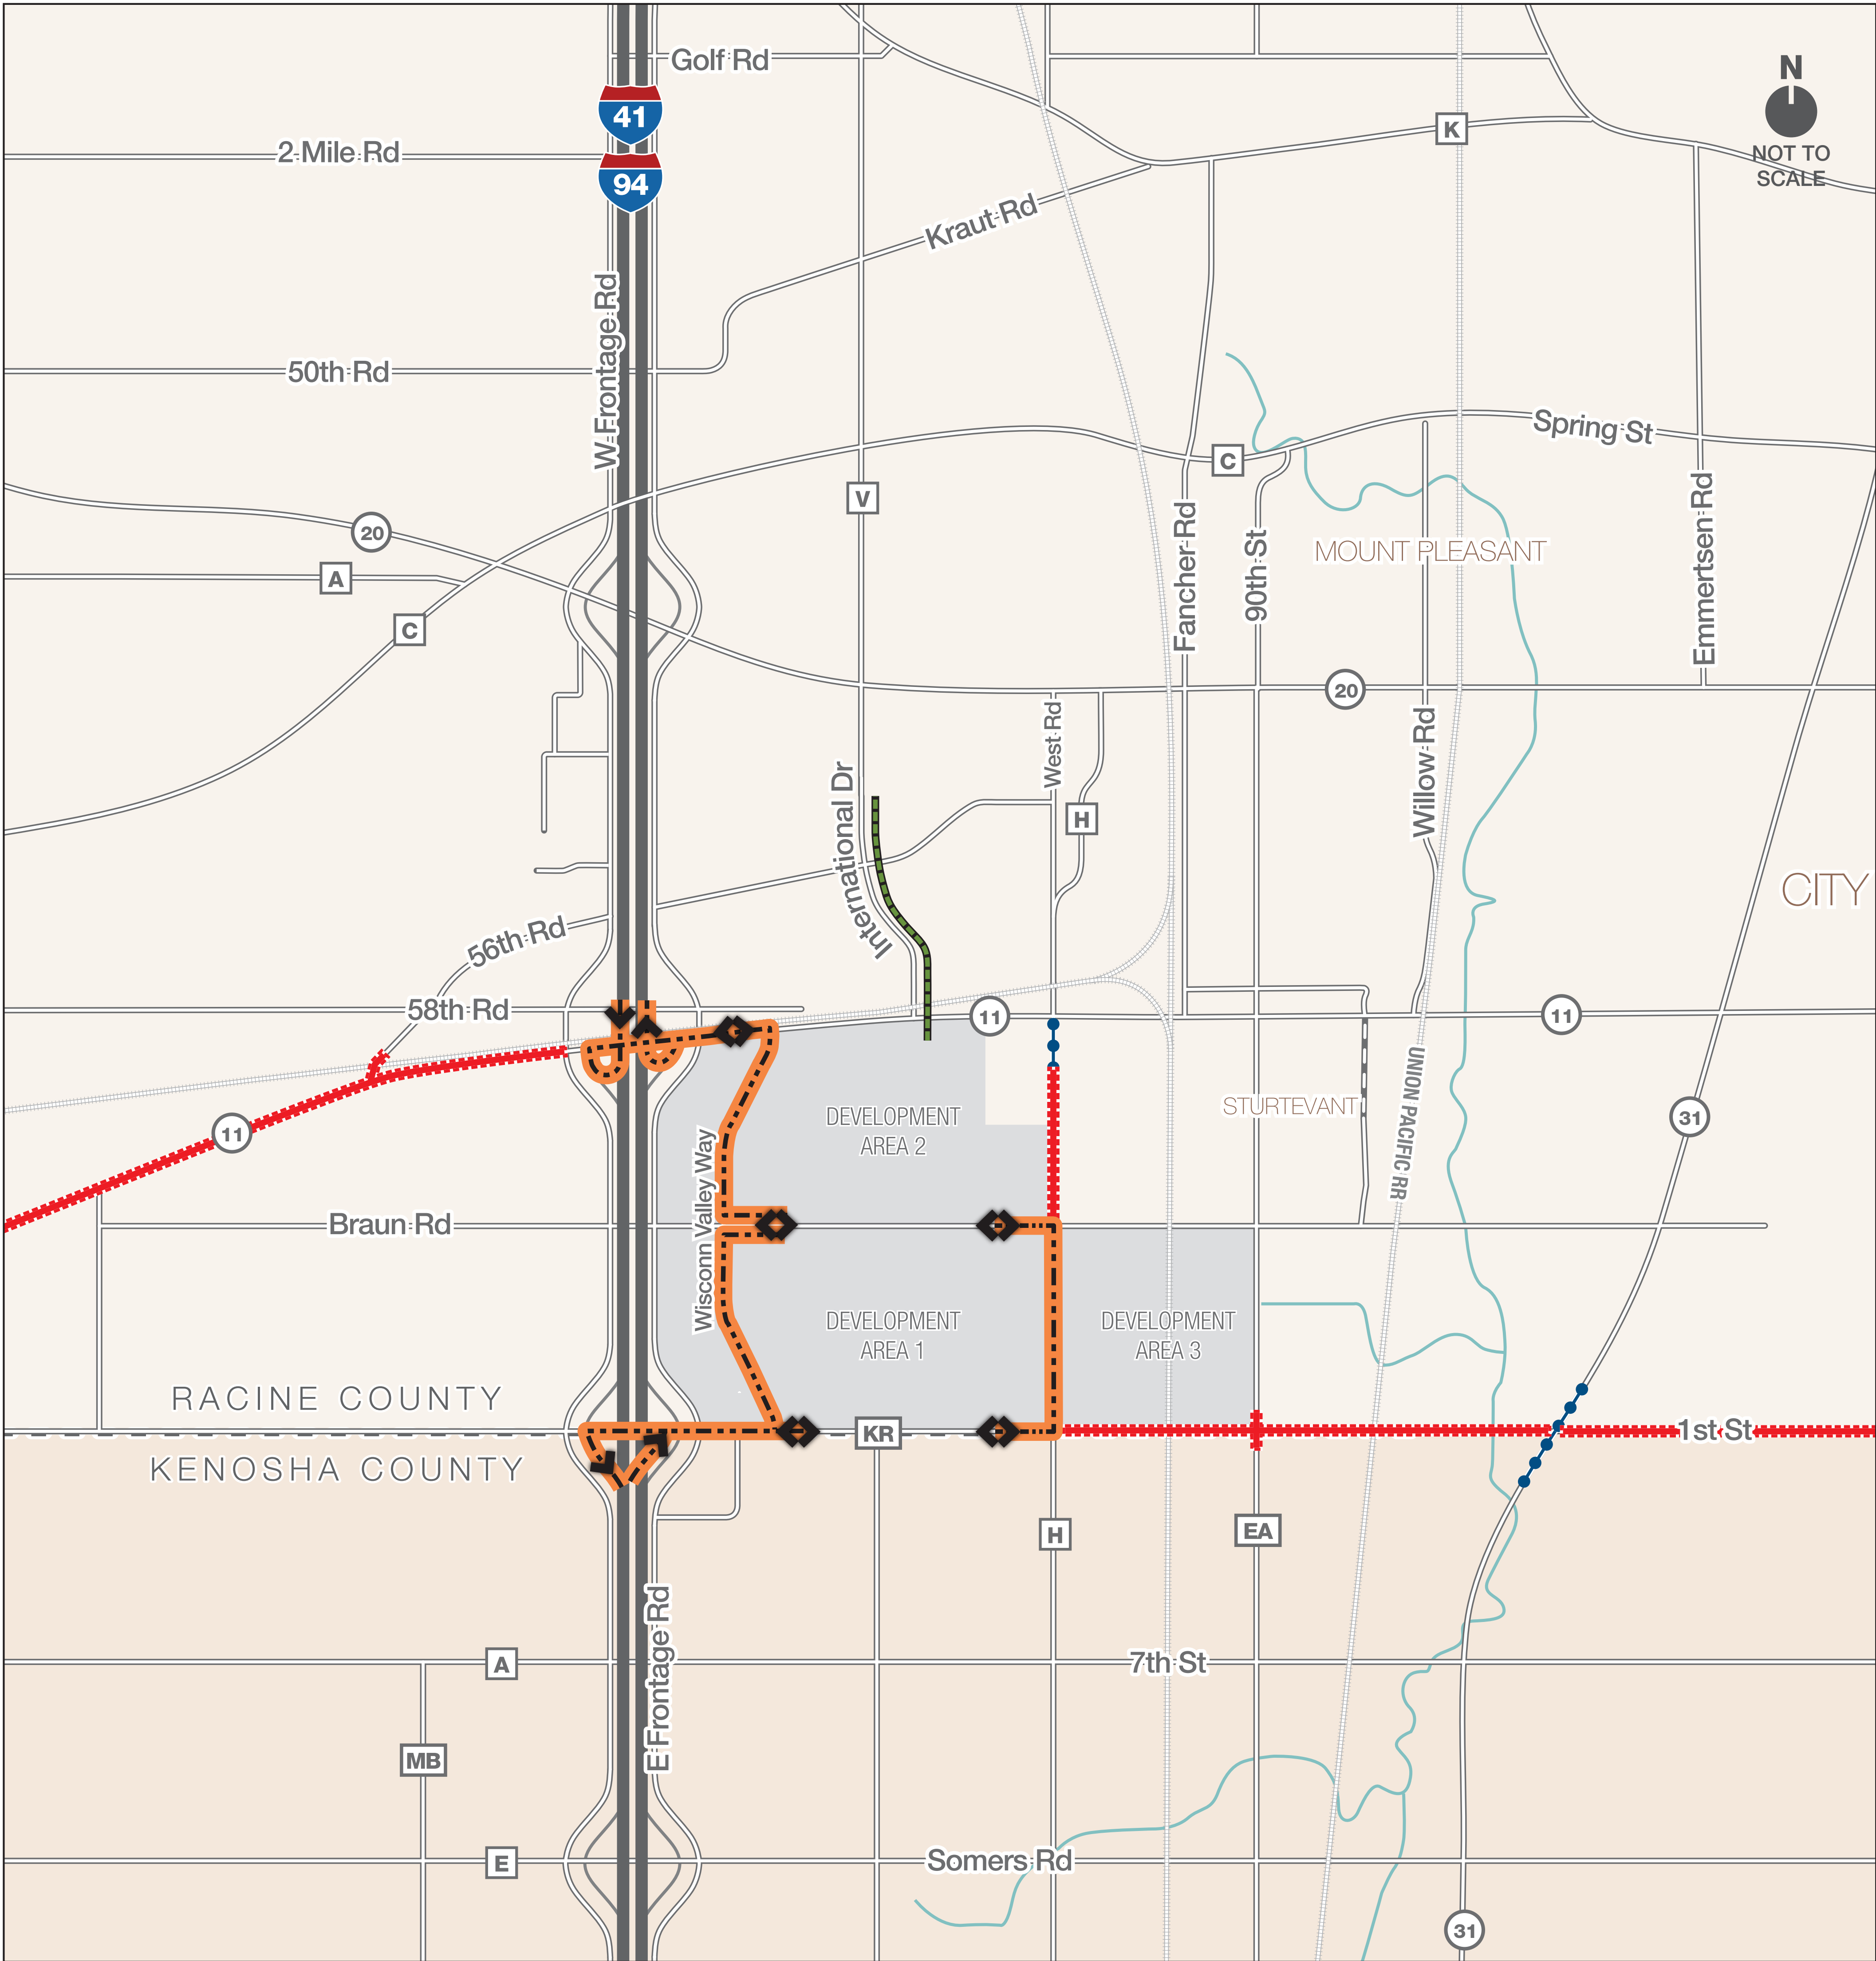 Golf Rd
N
41
K
2 Mile Rd
NOT TO
SCALE
94
Kraut Rd
W Frontage Rd
50th Rd
Spring St
C
V
20
Fancher Rd
90th St
MOUNT PLEASANT
Emmertsen Rd
A
C
20
West Rd
Willow Rd
International Dr
H
CITY
56th Rd
58th Rd
11
11
UNION PACIFIC RR
DEVELOPMENT
AREA 2
STURTEVANT
31
11
Wisconn Valley Way
Braun Rd
DEVELOPMENT
AREA 1
DEVELOPMENT
AREA 3
RACINE COUNTY
KR
1st St
KENOSHA COUNTY
H
EA
E Frontage Rd
A
7th St
MB
E
Somers Rd
31